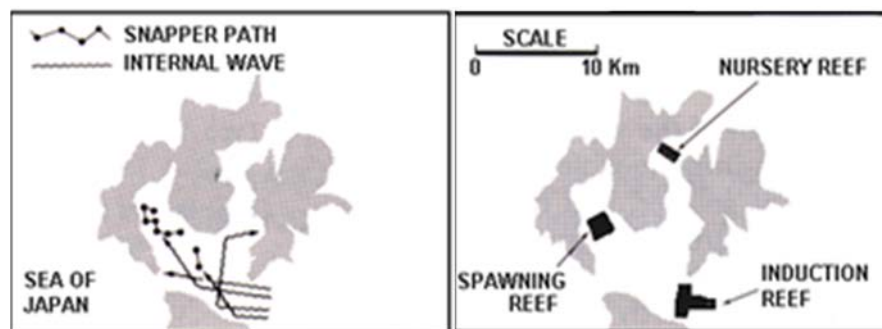 SNAPPER PATH
INTERNAL WAVE
SEA OF
JAPAN
SCALE
0 10 Km
NURSERY REEF
SPAWNING
REEF
INDUCTION
REEF